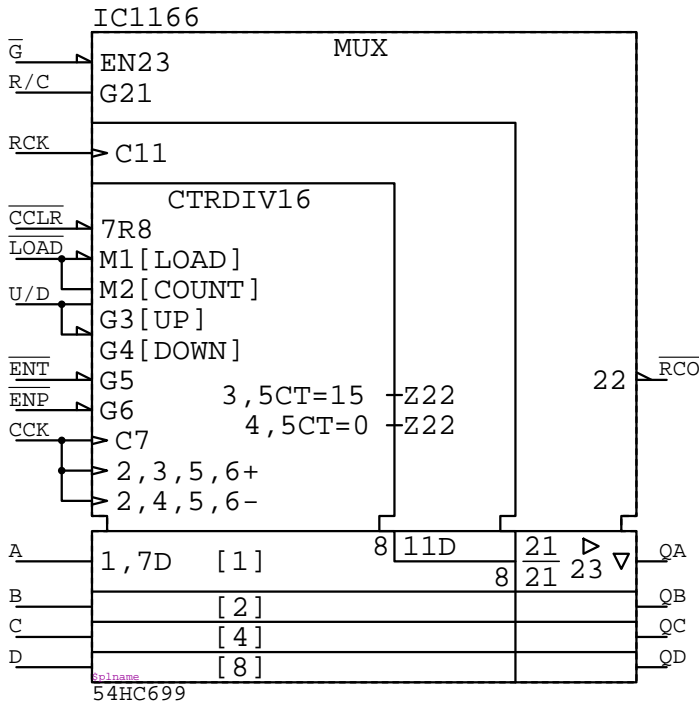 IC1166
MUX
G
EN23
R/C
G21
RCK
C11
CTRDIV16
CCLR
7R8
LOAD
M1[LOAD]
M2[COUNT]
U/D
G3[UP]
G4[DOWN]
ENT
G5
22
RCO
3,5CT=15
Z22
ENP
G6
4,5CT=0
Z22
CCK
C7
2,3,5,6+
2,4,5,6-
A
1,7D
[1]
8
11D
21
QA
8
21
23
B
[2]
QB
C
[4]
QC
D
[8]
QD
$plname
54HC699